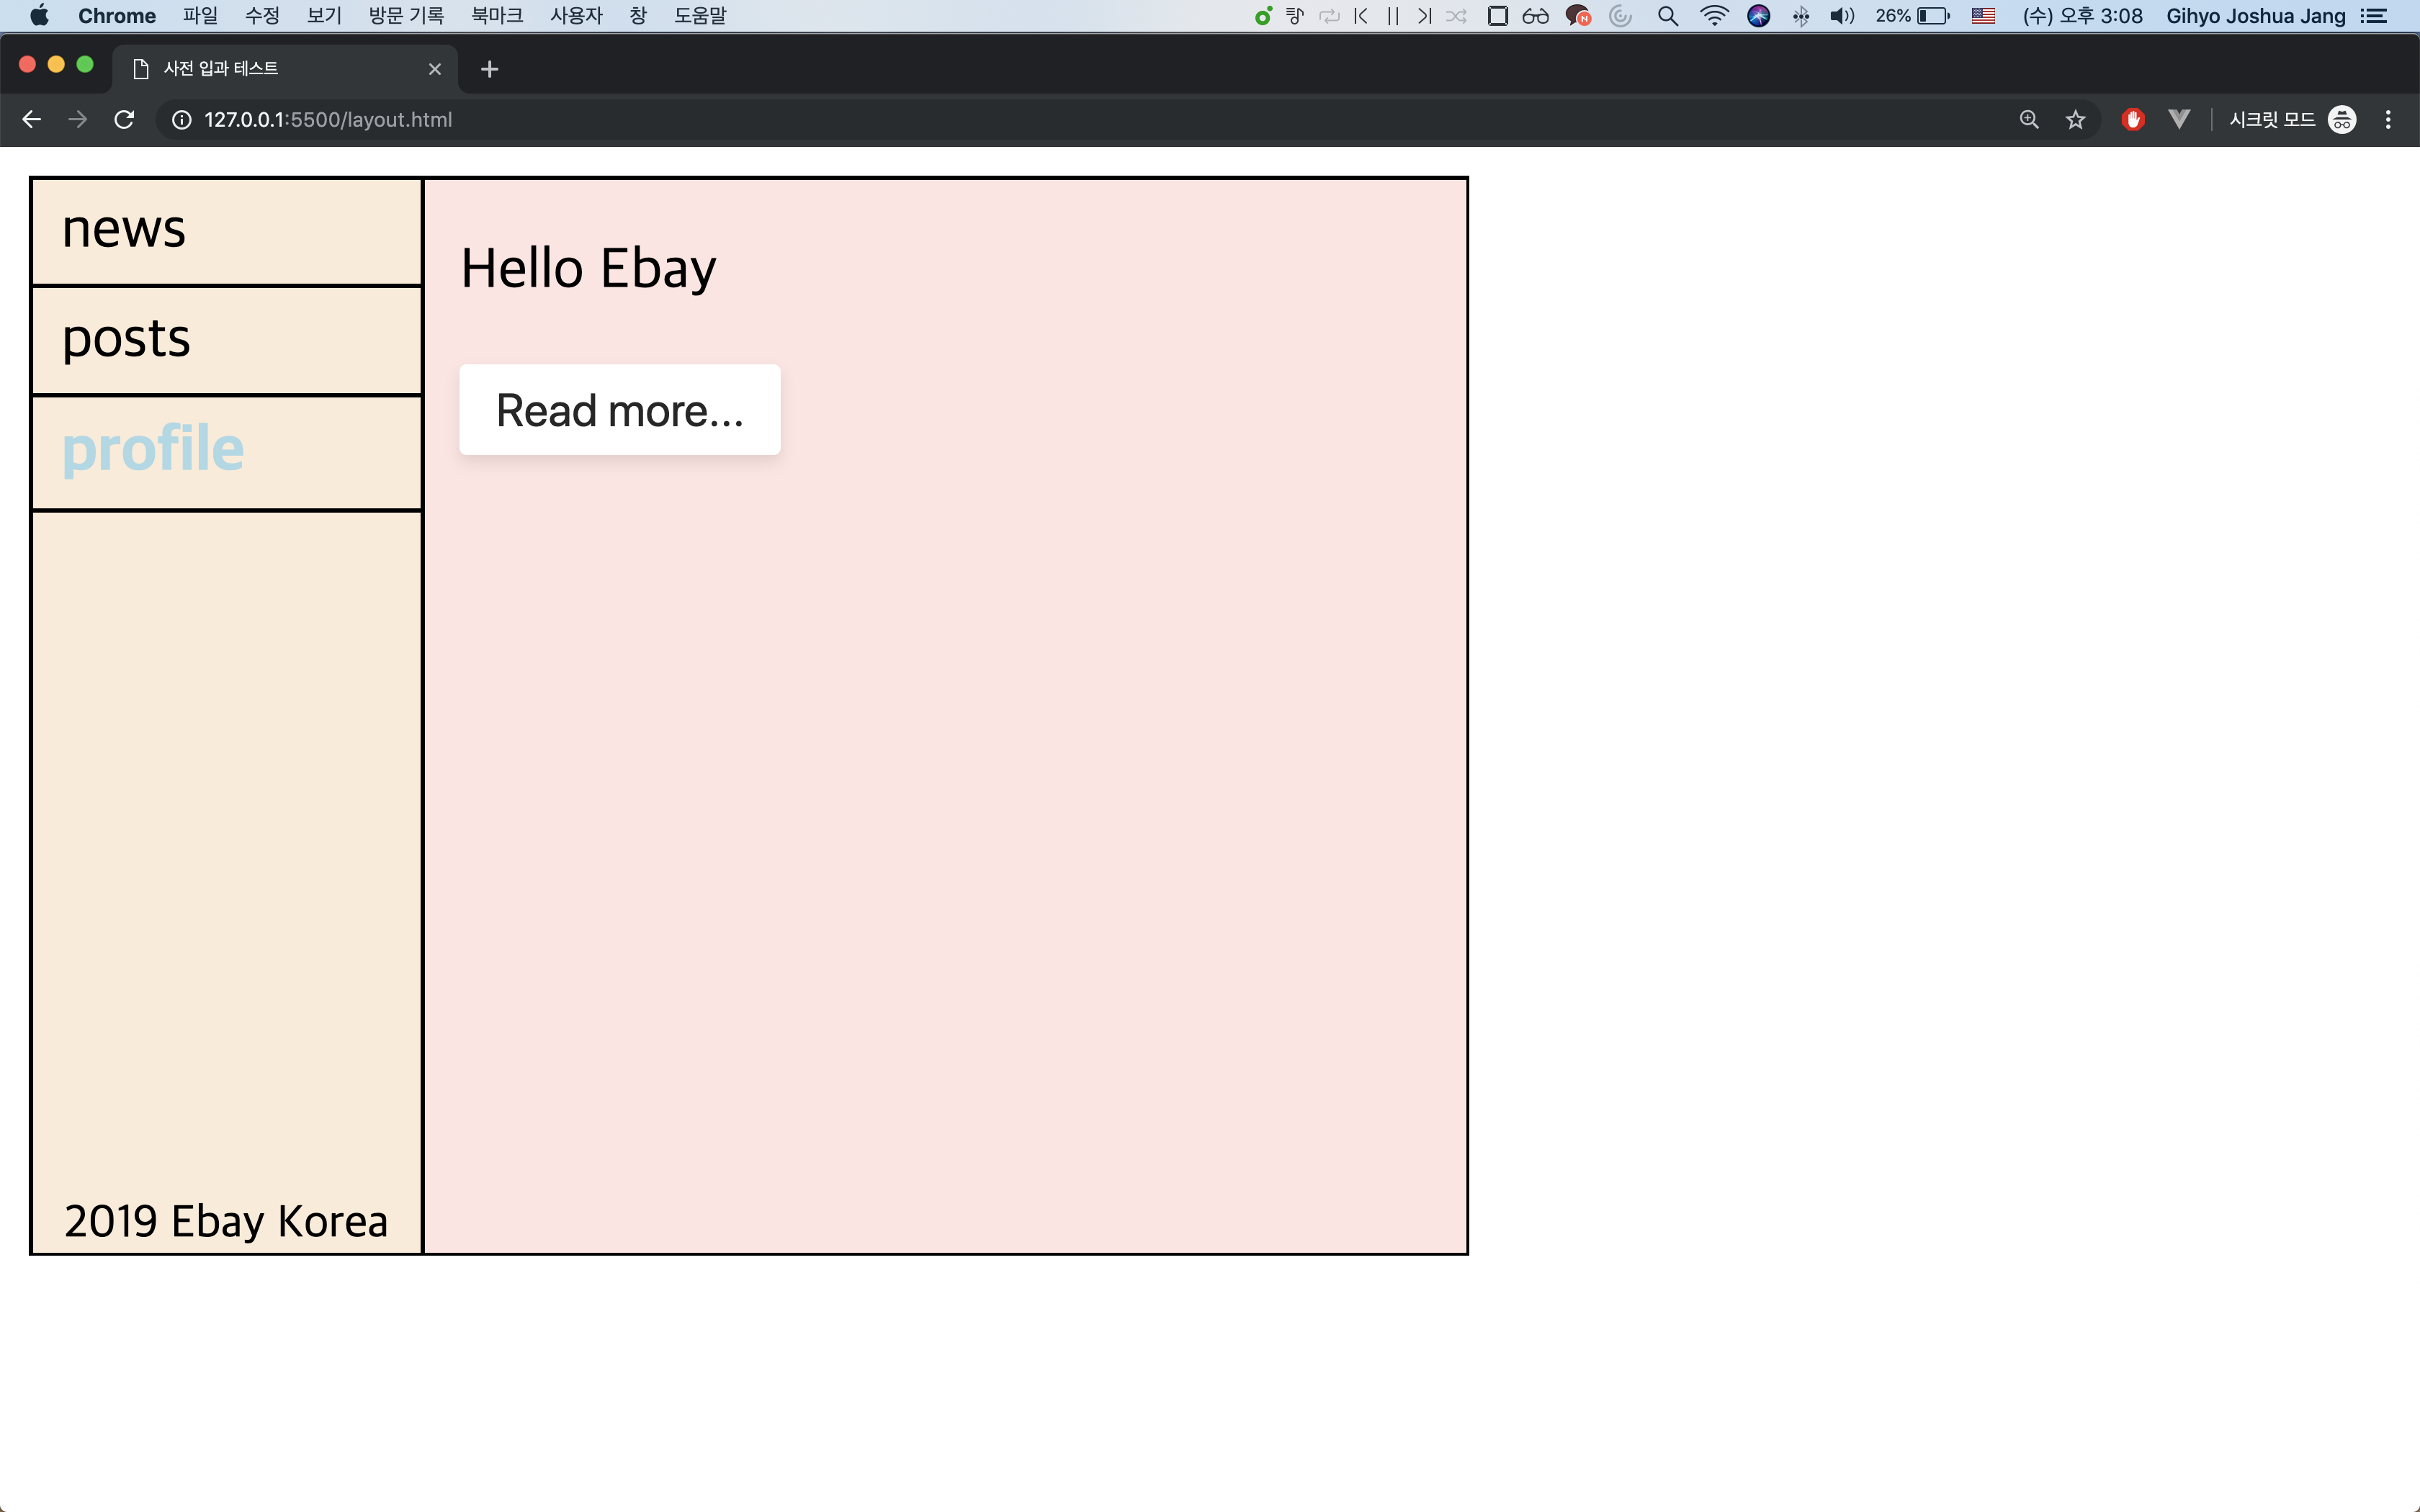 Chrome 파일 수정 보기 방문 기록 북마크 사용자 창 도움말 N 26% (수) 오후 3:08 Gihyo Joshua Jang
사전 입과 테스트
127.0.0.1:5500/layout.html 시크릿 모드
news
Hello Ebay
posts
Read more...
profile
2019 Ebay Korea